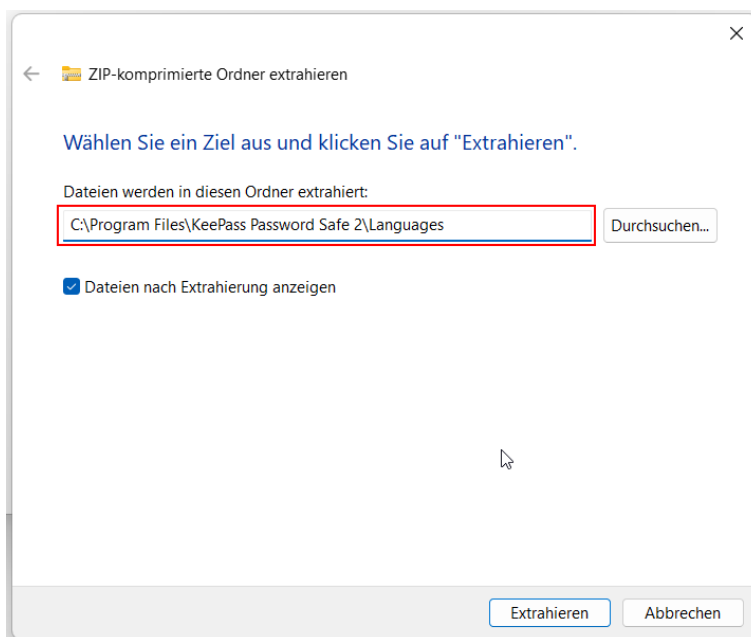 ZIP-komprimierte Ordner extrahieren
Wählen Sie ein Ziel aus und klicken Sie auf "Extrahieren".
Dateien werden in diesen Ordner extrahiert:
C:\Program Files\KeePass Password Safe 2\Languages
Durchsuchen...
Dateien nach Extrahierung anzeigen
Extrahieren
Abbrechen